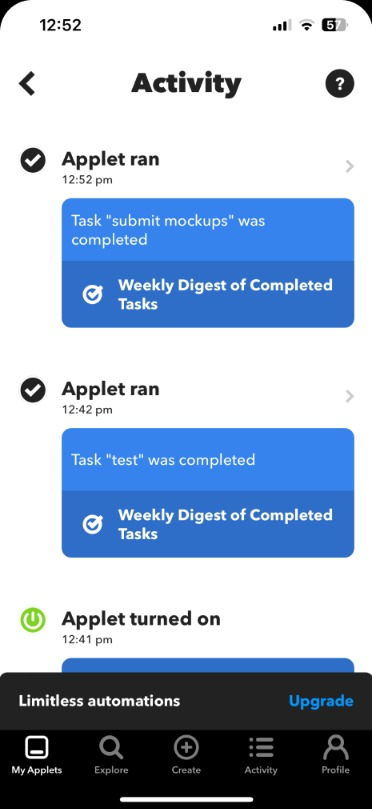 12:52
57
Activity
?
Applet ran
12:52 pm
Task "submit mockups" was
completed
Weekly Digest of Completed
Tasks
Applet ran
12:42 pm
Task "test" was completed
Weekly Digest of Completed
Tasks
Applet turned on
12:41 pm
Limitless automations
Upgrade
My Applets
Explore
Create
Activity
Profile